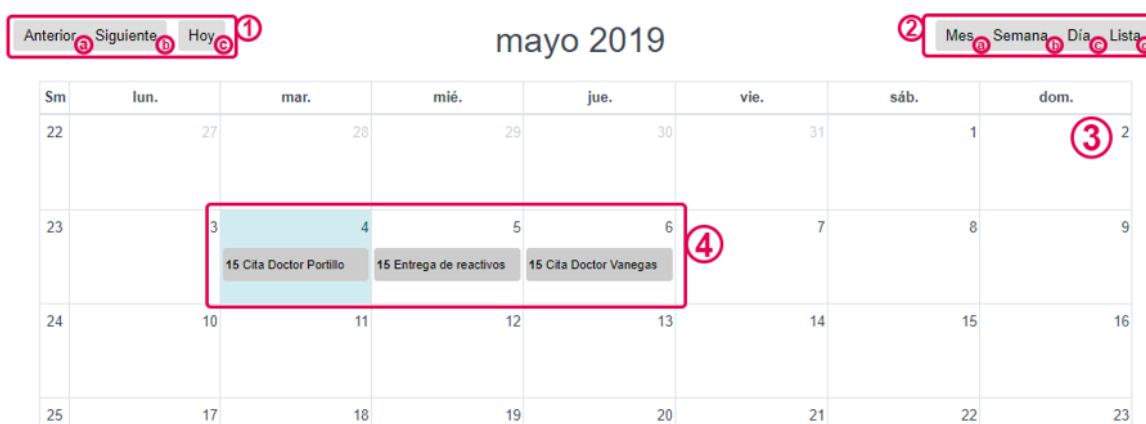 Anterior a Siguiente b Hoy c 1
mayo 2019
2 Mes a Semana b Día c Lista
Sm lun. mar. mié. jue. vie. sáb. dom.
22 27 28 29 30 31 1 3 2
23 3 4 5 6 7 8 9
15 Cita Doctor Portillo 15 Entrega de reactivos 15 Cita Doctor Vanegas 4
24 10 11 12 13 14 15 16
25 17 18 19 20 21 22 23